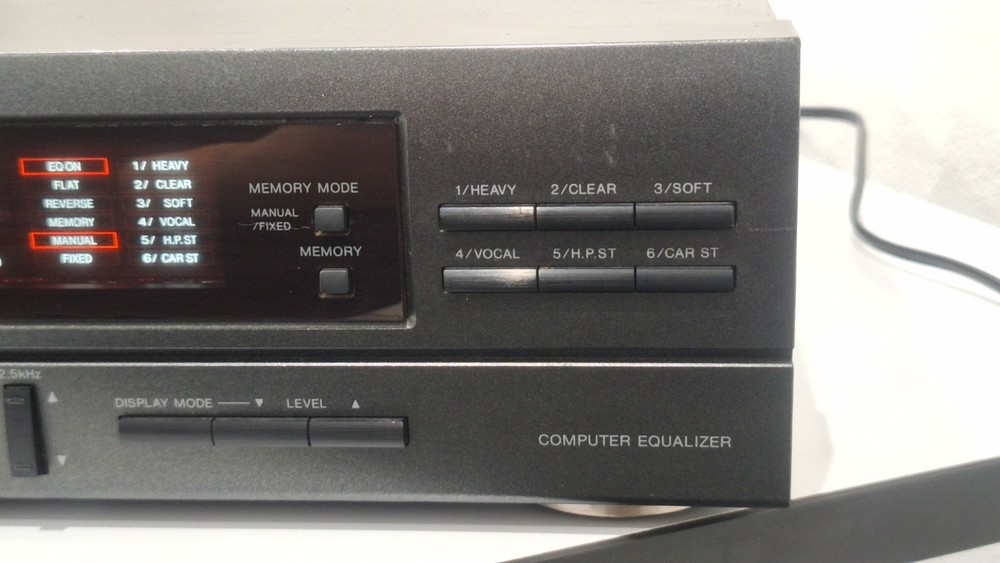 EQ ON 1/ HEAVY
FLAT 2/ CLEAR
REVERSE 3/ SOFT
MEMORY 4/ VOCAL
MANUAL 5/ H.P.ST
FIXED 6/ CAR ST
MEMORY MODE
MANUAL
/FIXED
MEMORY
1/HEAVY 2/CLEAR 3/SOFT
4/VOCAL 5/H.P.ST 6/CAR ST
2.5kHz
DISPLAY MODE ▼ LEVEL ▲
COMPUTER EQUALIZER